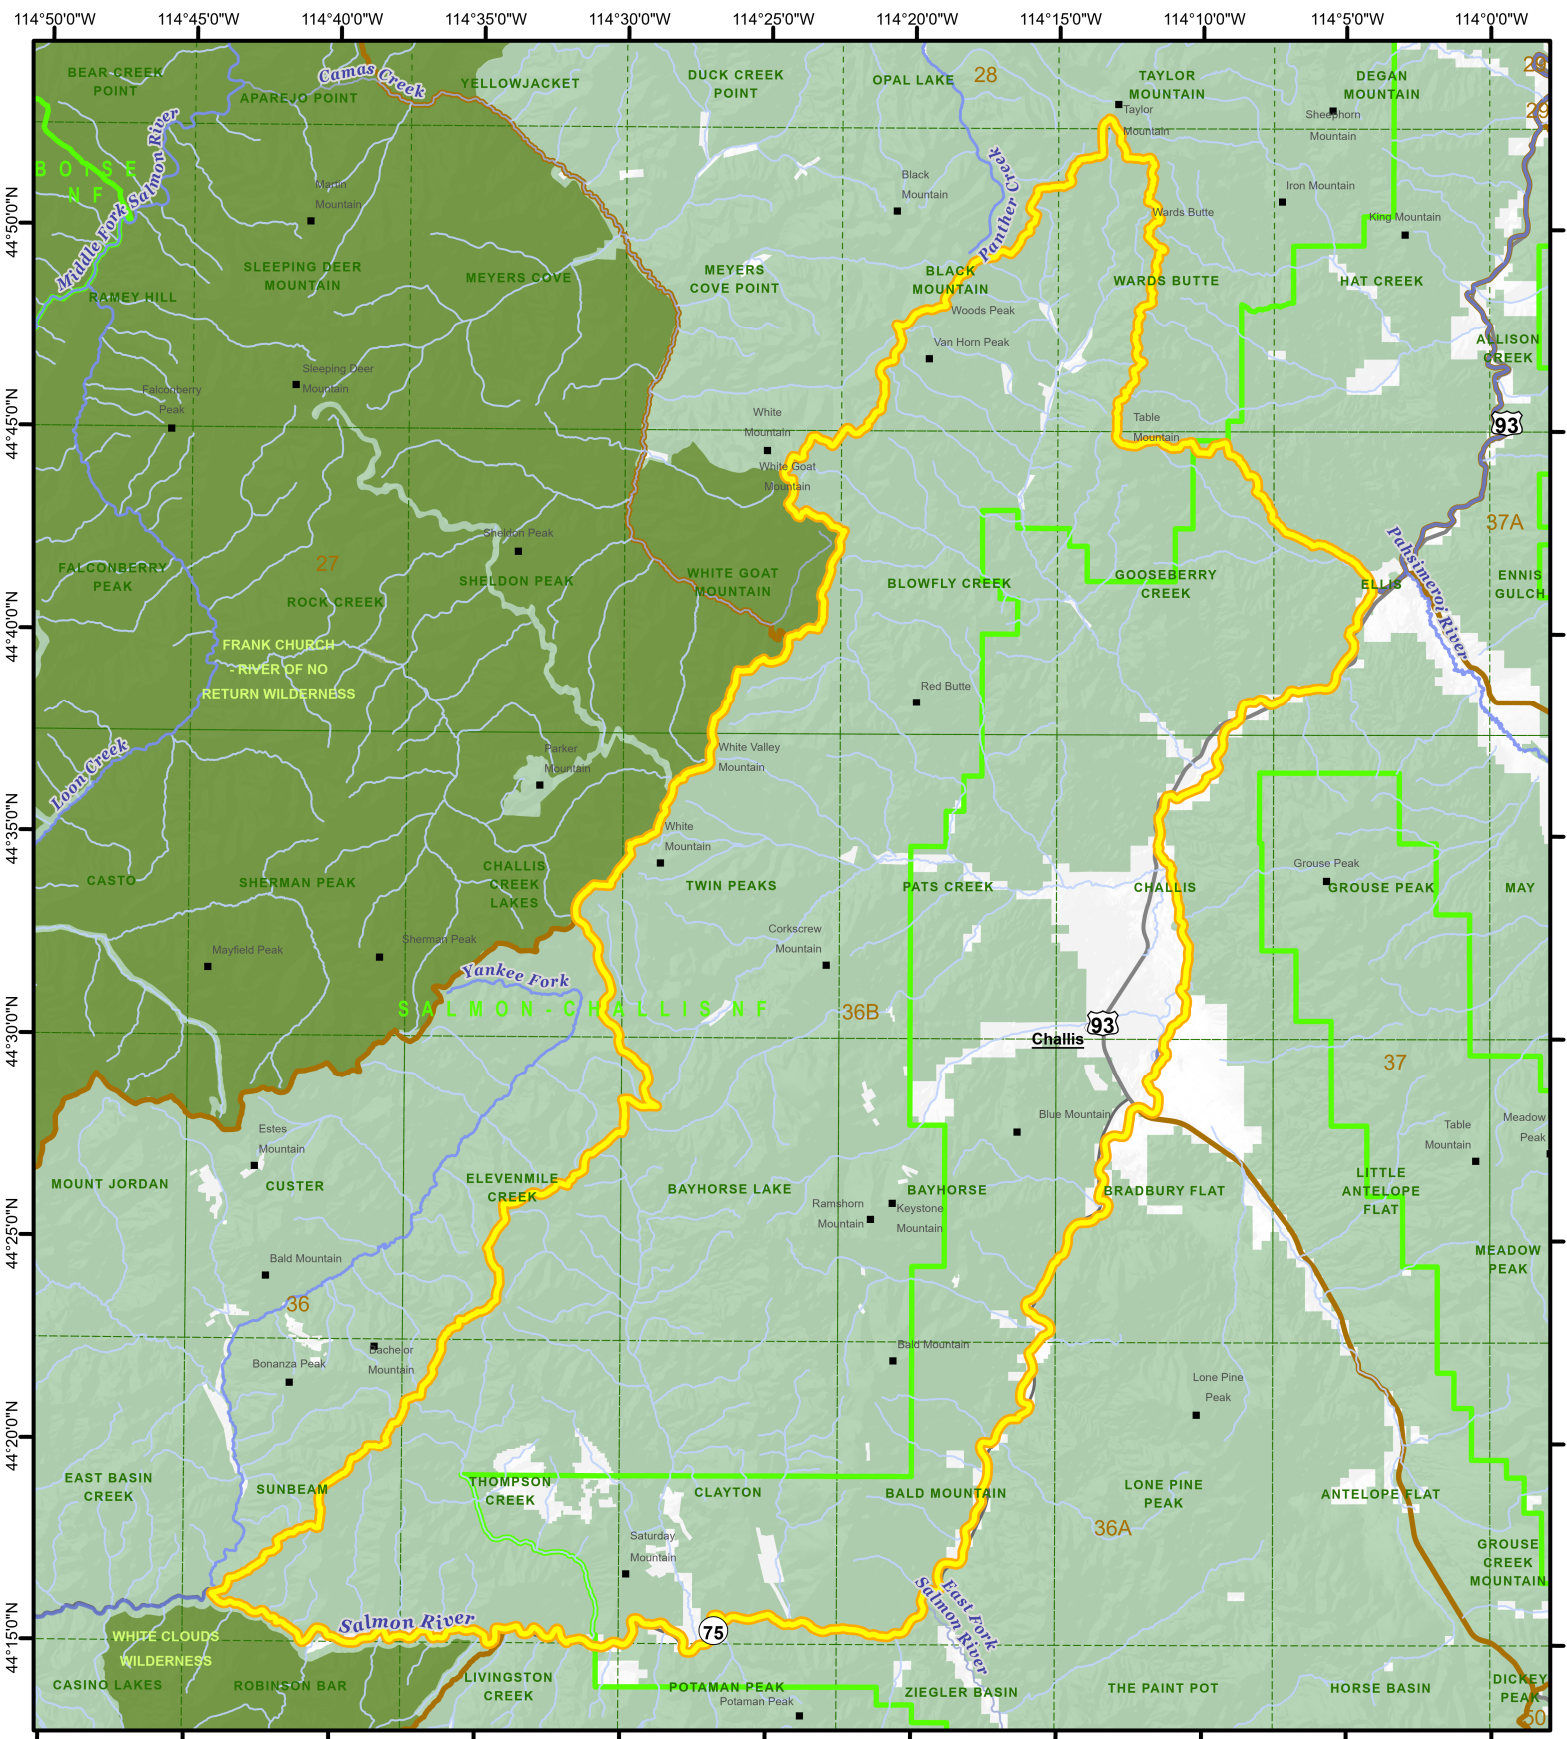 114°50'0"W
114°45'0"W
114°40'0"W
114°35'0"W
114°30'0"W
114°25'0"W
114°20'0"W
114°15'0"W
114°10'0"W
114°5'0"W
114°0'0"W
BEAR CREEK
POINT
APAREJO POINT
Camas Creek
YELLOWJACKET
DUCK CREEK
POINT
OPAL LAKE
28
TAYLOR
MOUNTAIN
DEGAN
MOUNTAIN
29
29
Taylor
Mountain
Sheephorn
Mountain
BOISE
NF
Middle Fork Salmon River
Martin
Mountain
Black
Mountain
Panther Creek
Iron Mountain
Wards Butte
King Mountain
44°50'0"N
SLEEPING DEER
MOUNTAIN
MEYERS COVE
MEYERS
COVE POINT
BLACK
MOUNTAIN
WARDS BUTTE
HAT CREEK
RAMEY HILL
Woods Peak
Van Horn Peak
ALLISON
CREEK
Sleeping Deer
Mountain
Falconberry
Peak
44°45'0"N
White
Mountain
Table
Mountain
93
White Goat
Mountain
37A
Sheldon Peak
27
FALCONBERRY
PEAK
SHELDON PEAK
ROCK CREEK
WHITE GOAT
MOUNTAIN
BLOWFLY CREEK
GOOSEBERRY
CREEK
ELLIS
Pahsimeroi River
ENNIS
GULCH
44°40'0"N
FRANK CHURCH
- RIVER OF NO
RETURN WILDERNESS
Red Butte
Loon Creek
Parker
Mountain
White Valley
Mountain
44°35'0"N
White
Mountain
Grouse Peak
CASTO
SHERMAN PEAK
CHALLIS
CREEK
LAKES
TWIN PEAKS
PATS CREEK
CHALLIS
GROUSE PEAK
MAY
Mayfield Peak
Sherman Peak
Corkscrew
Mountain
Yankee Fork
SALMON-CHALLIS NF
36B
44°30'0"N
93
Challis
37
Blue Mountain
Estes
Mountain
Table
Mountain
Meadow
Peak
MOUNT JORDAN
CUSTER
ELEVENMILE
CREEK
BAYHORSE LAKE
BAYHORSE
BRADBURY FLAT
LITTLE
ANTELOPE
FLAT
Ramshorn
Mountain
Keystone
Mountain
44°25'0"N
Bald Mountain
MEADOW
PEAK
36
Bachelor
Mountain
Bonanza Peak
Bald Mountain
Lone Pine
Peak
44°20'0"N
EAST BASIN
CREEK
SUNBEAM
THOMPSON
CREEK
CLAYTON
BALD MOUNTAIN
LONE PINE
PEAK
ANTELOPE FLAT
36A
Saturday
Mountain
GROUSE
CREEK
MOUNTAIN
East Fork
Salmon River
Salmon River
75
44°15'0"N
WHITE CLOUDS
WILDERNESS
CASINO LAKES
ROBINSON BAR
LIVINGSTON
CREEK
POTAMAN PEAK
Potaman Peak
ZIEGLER BASIN
THE PAINT POT
HORSE BASIN
DICKEY
PEAK
50